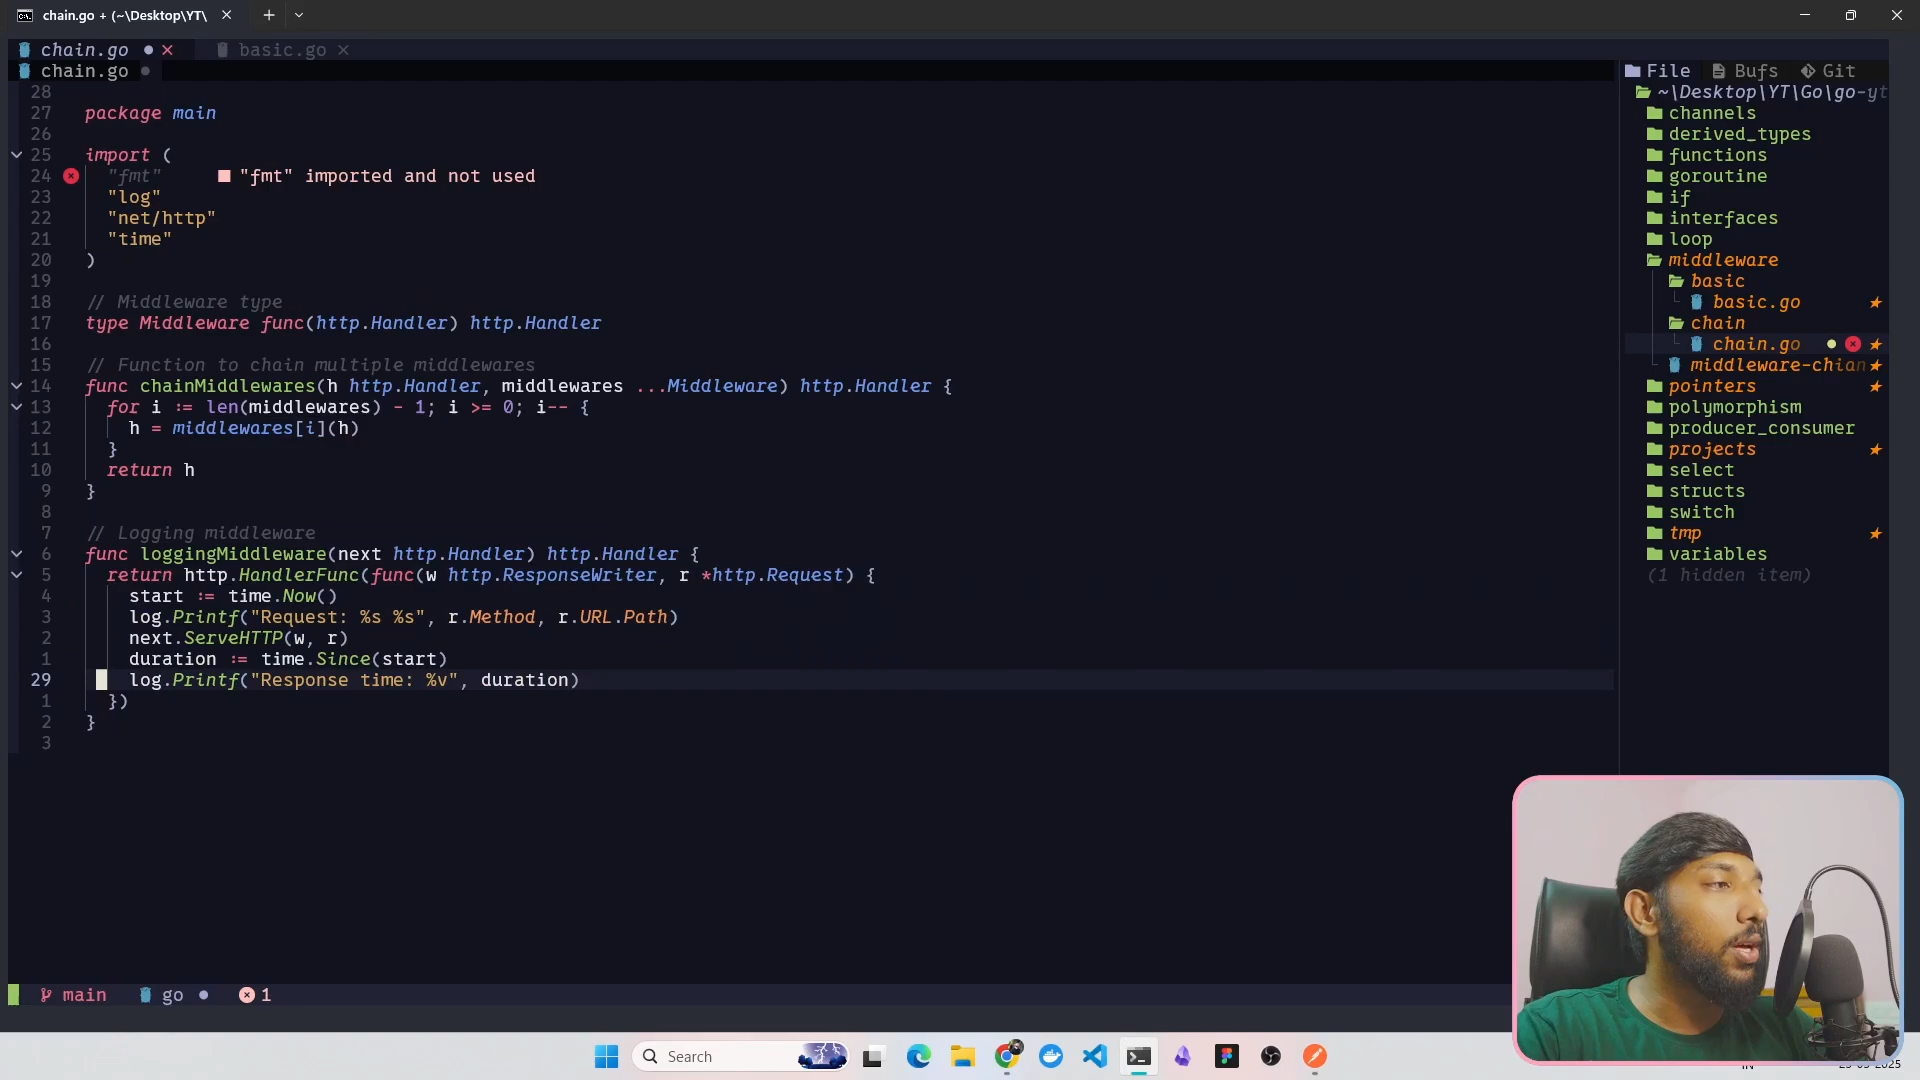 chain.go + (~\Desktop\YT\
chain.go
basic.go
chain.go
28
27 package main
26
25 import (
24 "fmt" "fmt" imported and not used
23 "log"
22 "net/http"
21 "time"
20 )
19
18 // Middleware type
17 type Middleware func(http.Handler) http.Handler
16
15 // Function to chain multiple middlewares
14 func chainMiddlewares(h http.Handler, middlewares ...Middleware) http.Handler {
13 for i := len(middlewares) - 1; i >= 0; i-- {
12 h = middlewares[i](h)
11 }
10 return h
9 }
8
7 // Logging middleware
6 func loggingMiddleware(next http.Handler) http.Handler {
5 return http.HandlerFunc(func(w http.ResponseWriter, r *http.Request) {
4 start := time.Now()
3 log.Printf("Request: %s %s", r.Method, r.URL.Path)
2 next.ServeHTTP(w, r)
1 duration := time.Since(start)
29 log.Printf("Response time: %v", duration)
1 })
2 }
3
File Bufs Git
~\Desktop\YT\Go\go-yt
channels
derived_types
functions
goroutine
if
interfaces
loop
middleware
basic
basic.go
chain
chain.go
middleware-chian
pointers
polymorphism
producer_consumer
projects
select
structs
switch
tmp
variables
(1 hidden item)
main go 1
Search